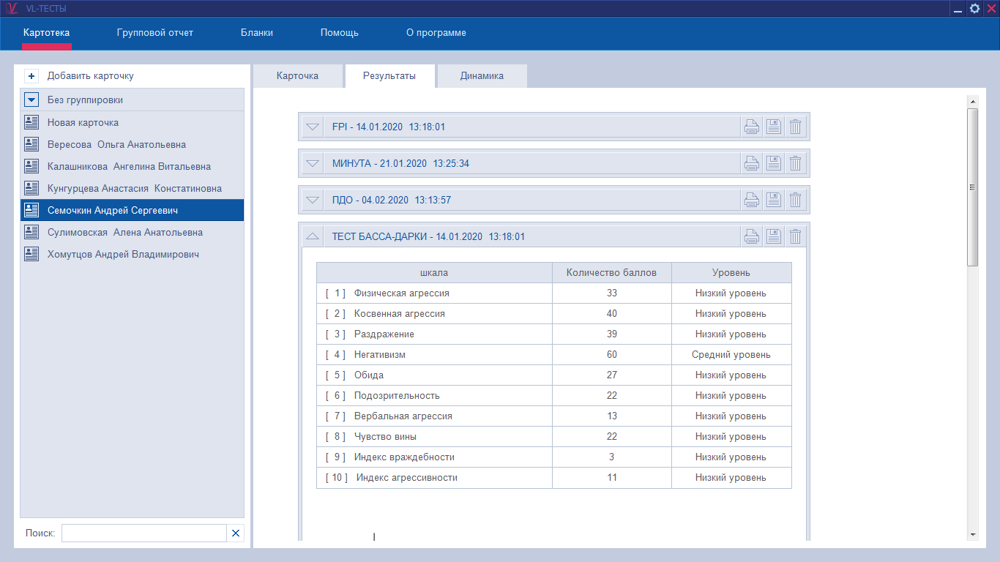 VL-ТЕСТЫ
Картотека Групповой отчет Бланки Помощь О программе
Добавить карточку
Без группировки
Новая карточка
Вересова Ольга Анатольевна
Калашникова Ангелина Витальевна
Кунгурцева Анастасия Констатиновна
Семочкин Андрей Сергеевич
Сулимовская Алена Анатольевна
Хомутцов Андрей Владимирович
Поиск:
Карточка Результаты Динамика
FPI - 14.01.2020 13:18:01
МИНУТА - 21.01.2020 13:25:34
ПДО - 04.02.2020 13:13:57
ТЕСТ БАССА-ДАРКИ - 14.01.2020 13:18:01
шкала Количество баллов Уровень
[ 1 ] Физическая агрессия 33 Низкий уровень
[ 2 ] Косвенная агрессия 40 Низкий уровень
[ 3 ] Раздражение 39 Низкий уровень
[ 4 ] Негативизм 60 Средний уровень
[ 5 ] Обида 27 Низкий уровень
[ 6 ] Подозрительность 22 Низкий уровень
[ 7 ] Вербальная агрессия 13 Низкий уровень
[ 8 ] Чувство вины 22 Низкий уровень
[ 9 ] Индекс враждебности 3 Низкий уровень
[ 10 ] Индекс агрессивности 11 Низкий уровень